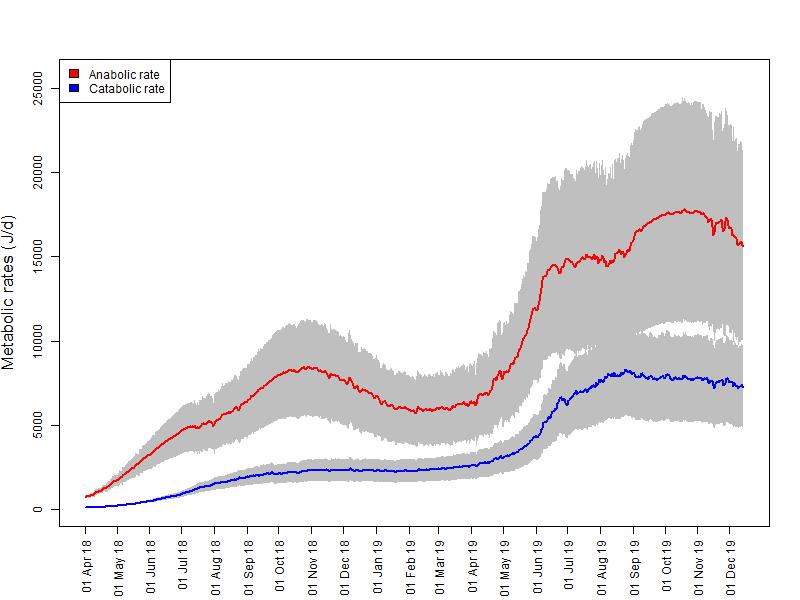 Anabolic rate
Catabolic rate
Metabolic rates (J/d)
25000
20000
15000
10000
5000
0
01 Apr 18
01 May 18
01 Jun 18
01 Jul 18
01 Aug 18
01 Sep 18
01 Oct 18
01 Nov 18
01 Dec 18
01 Jan 19
01 Feb 19
01 Mar 19
01 Apr 19
01 May 19
01 Jun 19
01 Jul 19
01 Aug 19
01 Sep 19
01 Oct 19
01 Nov 19
01 Dec 19